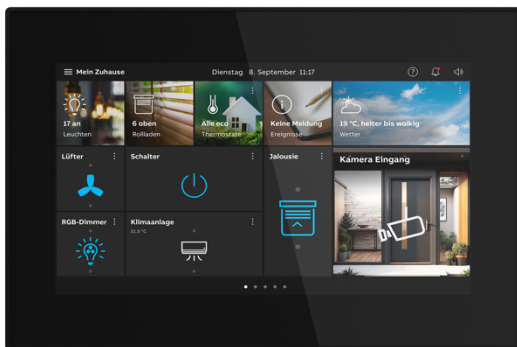 Mein Zuhause
Dienstag 8. September 11:17
17 an
Leuchten
6 oben
Rollladen
Alle eco
Thermostate
Keine Meldung
Ereignisse
19 °C, heiter bis wolkig
Wetter
Lüfter
Schalter
Jalousie
Kamera Eingang
RGB-Dimmer
Klimaanlage
21.5 °C